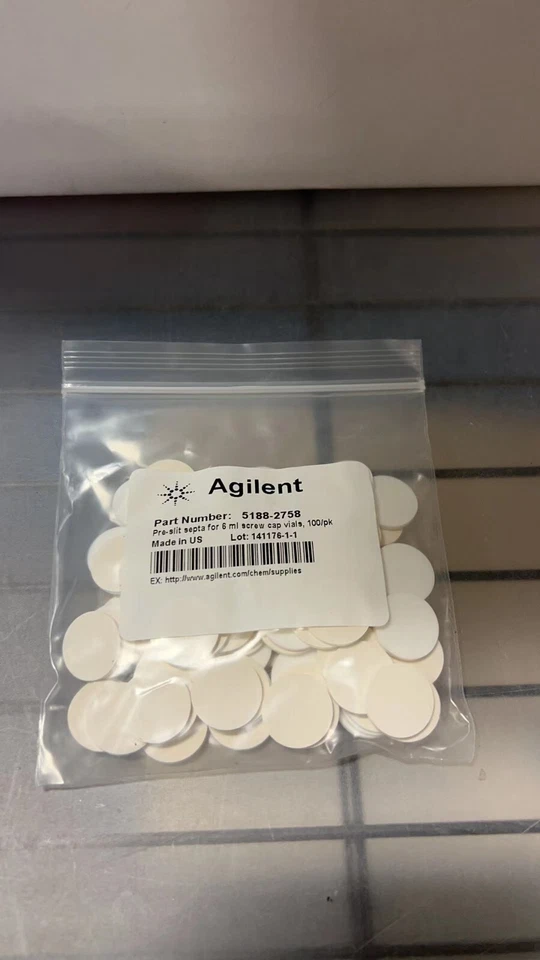 Agilent
Part Number: 5188-2758
Pre-slit septa for 6 ml screw cap vials, 100/pk
Made in US Lot: 141176-1-1
EX: http://www.agilent.com/chem/supplies